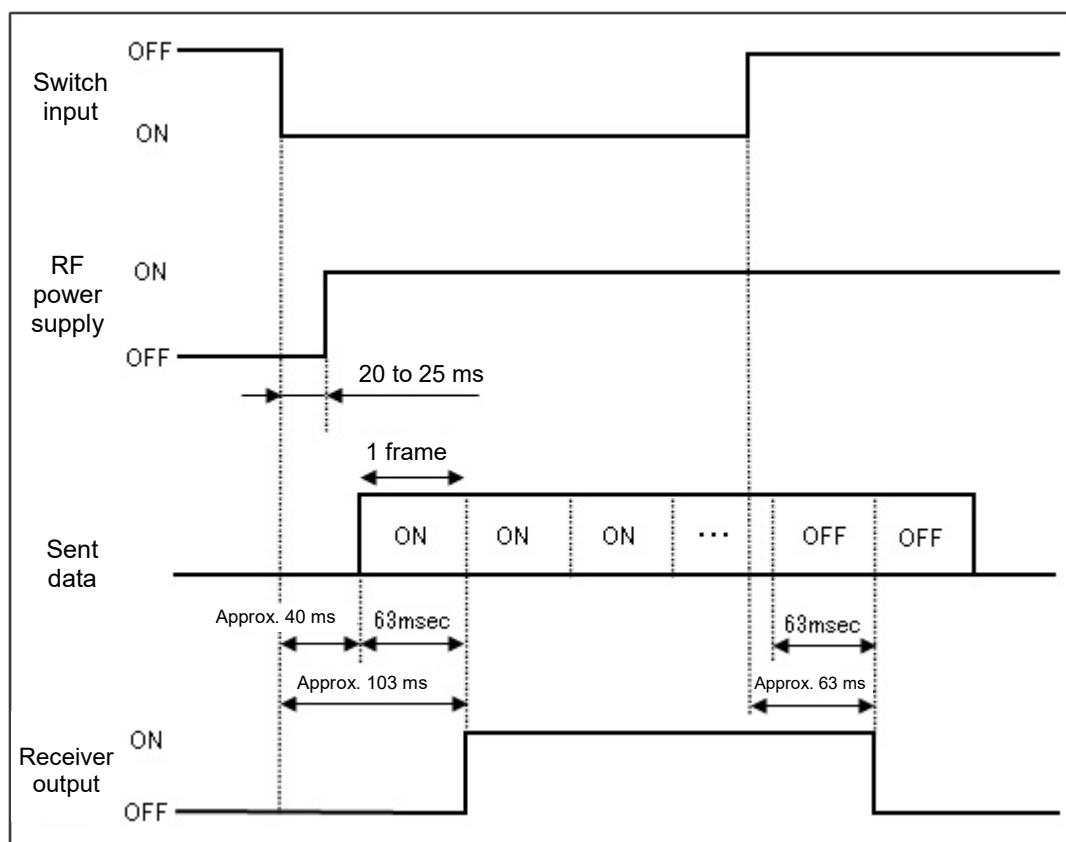 OFF
Switch
input
ON
RF
power
supply
ON
OFF
20 to 25 ms
1 frame
Sent
data
ON ON ON ··· OFF OFF
Approx. 40 ms 63msec 63msec
Approx. 103 ms Approx. 63 ms
Receiver
output
ON
OFF